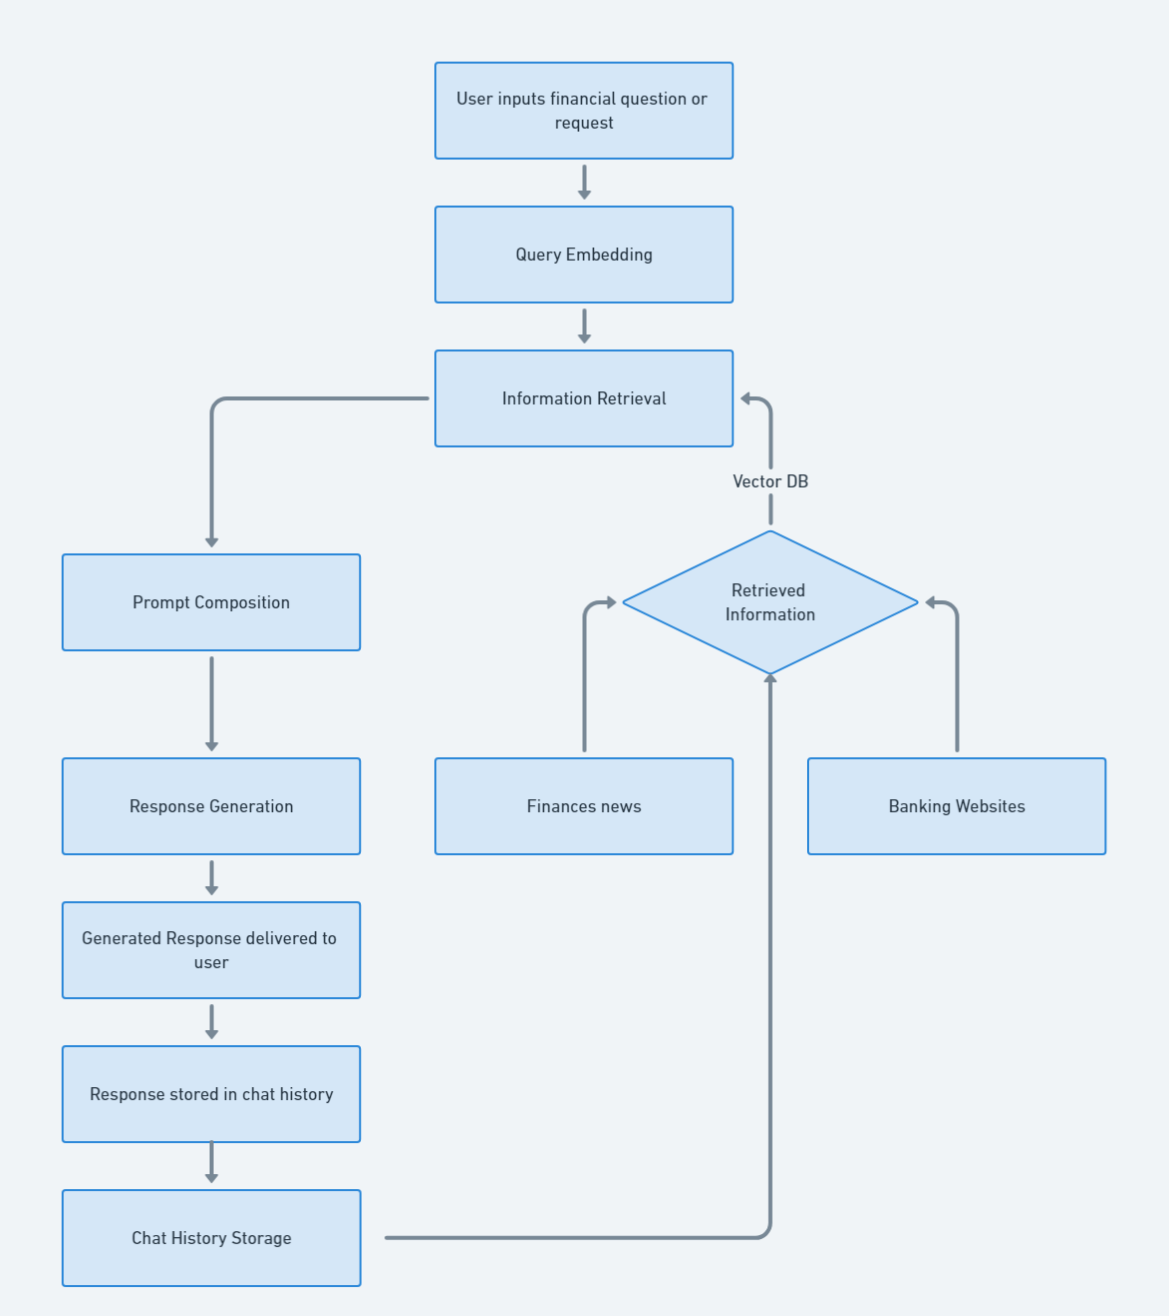 User inputs financial question or
request
Query Embedding
Information Retrieval
Vector DB
Prompt Composition
Retrieved
Information
Response Generation
Finances news
Banking Websites
Generated Response delivered to
user
Response stored in chat history
Chat History Storage